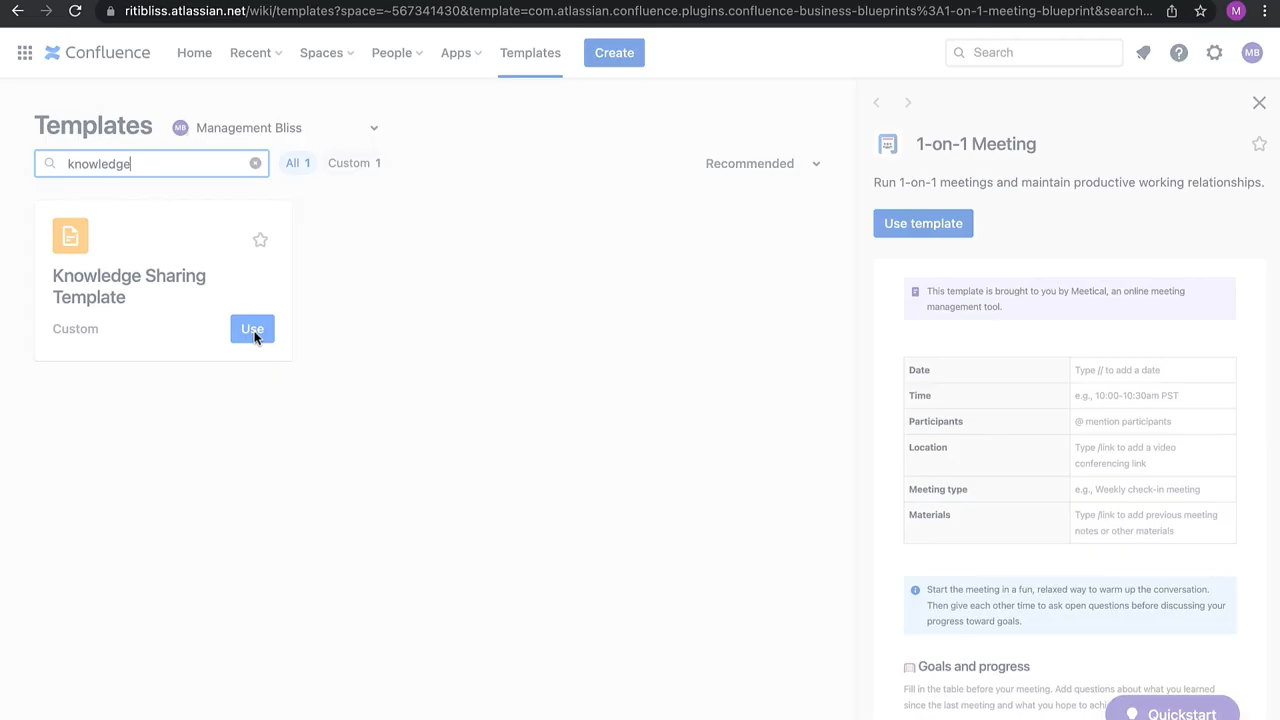 ritibliss.atlassian.net/wiki/templates?space=~567341430&template=com.atlassian.confluence.plugins.confluence-business-blueprints%3A1-on-1-meeting-blueprint&search...
M
Confluence
Home
Recent
Spaces
People
Apps
Templates
Create
Search
MB
Templates
MB
Management Bliss
knowledge
All 1
Custom 1
Recommended
Knowledge Sharing
Template
Custom
Use
1-on-1 Meeting
Run 1-on-1 meetings and maintain productive working relationships.
Use template
This template is brought to you by Meetical, an online meeting
management tool.
Date
Type // to add a date
Time
e.g., 10:00-10:30am PST
Participants
@ mention participants
Location
Type /link to add a video
conferencing link
Meeting type
e.g., Weekly check-in meeting
Materials
Type /link to add previous meeting
notes or other materials
Start the meeting in a fun, relaxed way to warm up the conversation.
Then give each other time to ask open questions before discussing your
progress toward goals.
Goals and progress
Fill in the table before your meeting. Add questions about what you learned
since the last meeting and what you hope to
Quickstart